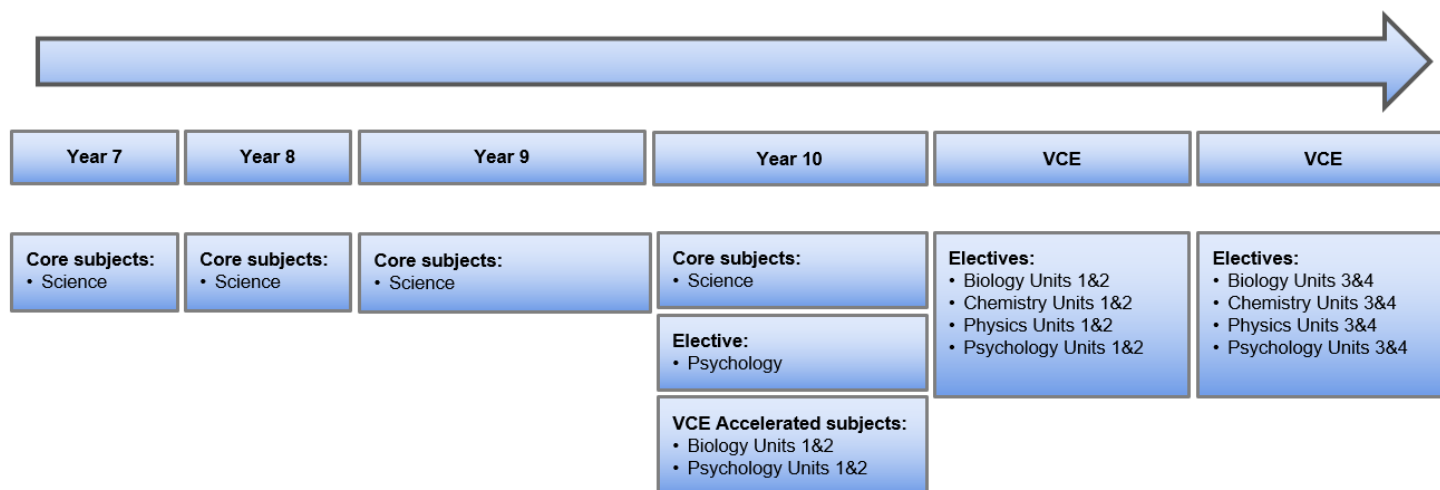 Year 7
Year 8
Year 9
Year 10
VCE
VCE
Core subjects:
• Science
Core subjects:
• Science
Core subjects:
• Science
Core subjects:
• Science
Elective:
• Psychology
VCE Accelerated subjects:
• Biology Units 1&2
• Psychology Units 1&2
Electives:
• Biology Units 1&2
• Chemistry Units 1&2
• Physics Units 1&2
• Psychology Units 1&2
Electives:
• Biology Units 3&4
• Chemistry Units 3&4
• Physics Units 3&4
• Psychology Units 3&4